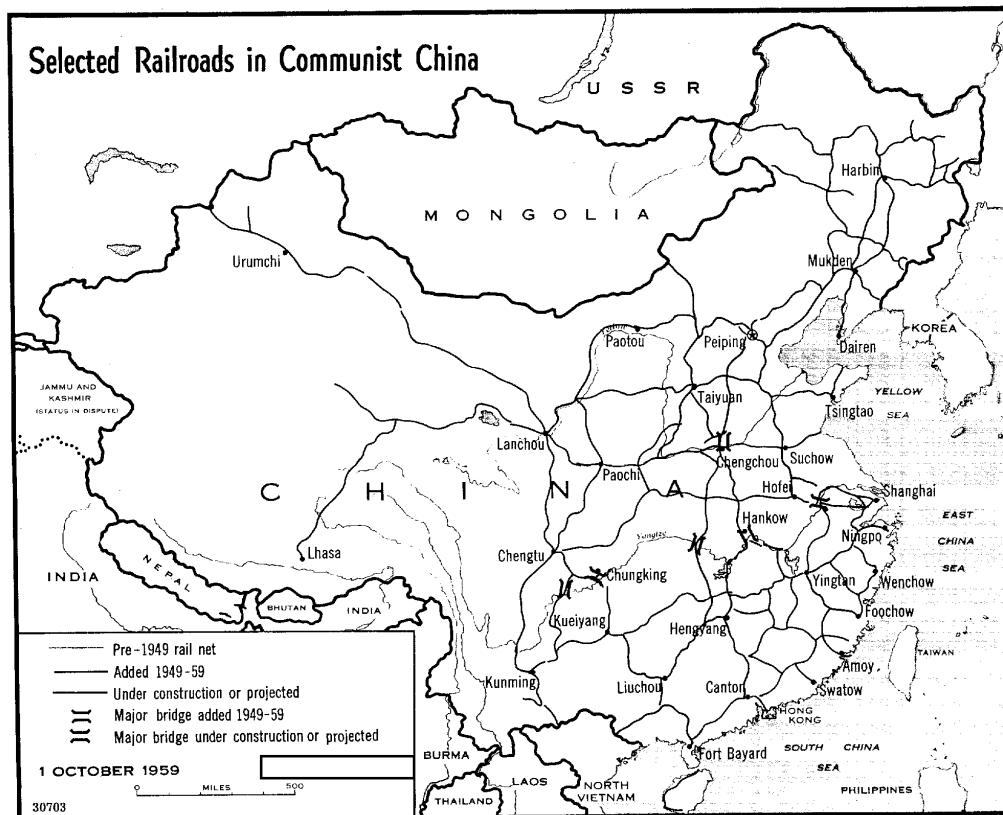 Selected Railroads in Communist China
USSR
MONGOLIA
Harbin
Urumchi
Mukden
KOREA
Paotou
Peiping
Dairen
JAMMU AND
KASHMIR
(STATUS IN DISPUTE)
YELLOW
SEA
Taiyuan
Tsingtao
Lanchou
Chengchou
Suchow
CHINA
Paochi
Hofei
Shanghai
Hankow
EAST
CHINA
SEA
Ningpo
Lhasa
Chengtu
Yangtze
INDIA
NEPAL
Chungking
Yingtan
Wenchow
BHUTAN
INDIA
Kueiyang
Hengyang
Foochow
TAIWAN
Kunming
Liuchou
Canton
Amoy
Swatow
HONG
KONG
Fort Bayard
SOUTH CHINA
SEA
BURMA
LAOS
NORTH
VIETNAM
THAILAND
PHILIPPINES
Pre-1949 rail net
Added 1949-59
Under construction or projected
Major bridge added 1949-59
Major bridge under construction or projected
1 OCTOBER 1959
0 MILES 500
30703